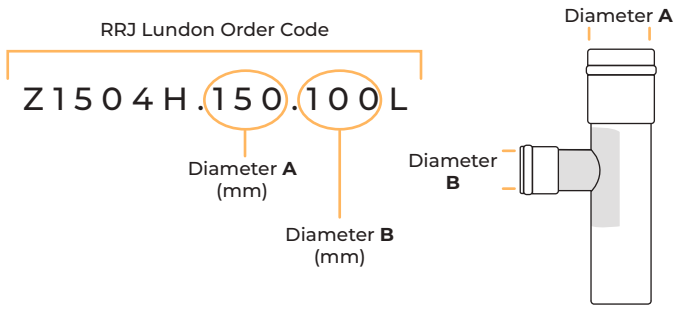 RRJ Lundon Order Code
Z1504H.150.100L
Diameter A
(mm)
Diameter B
(mm)
Diameter A
Diameter
B